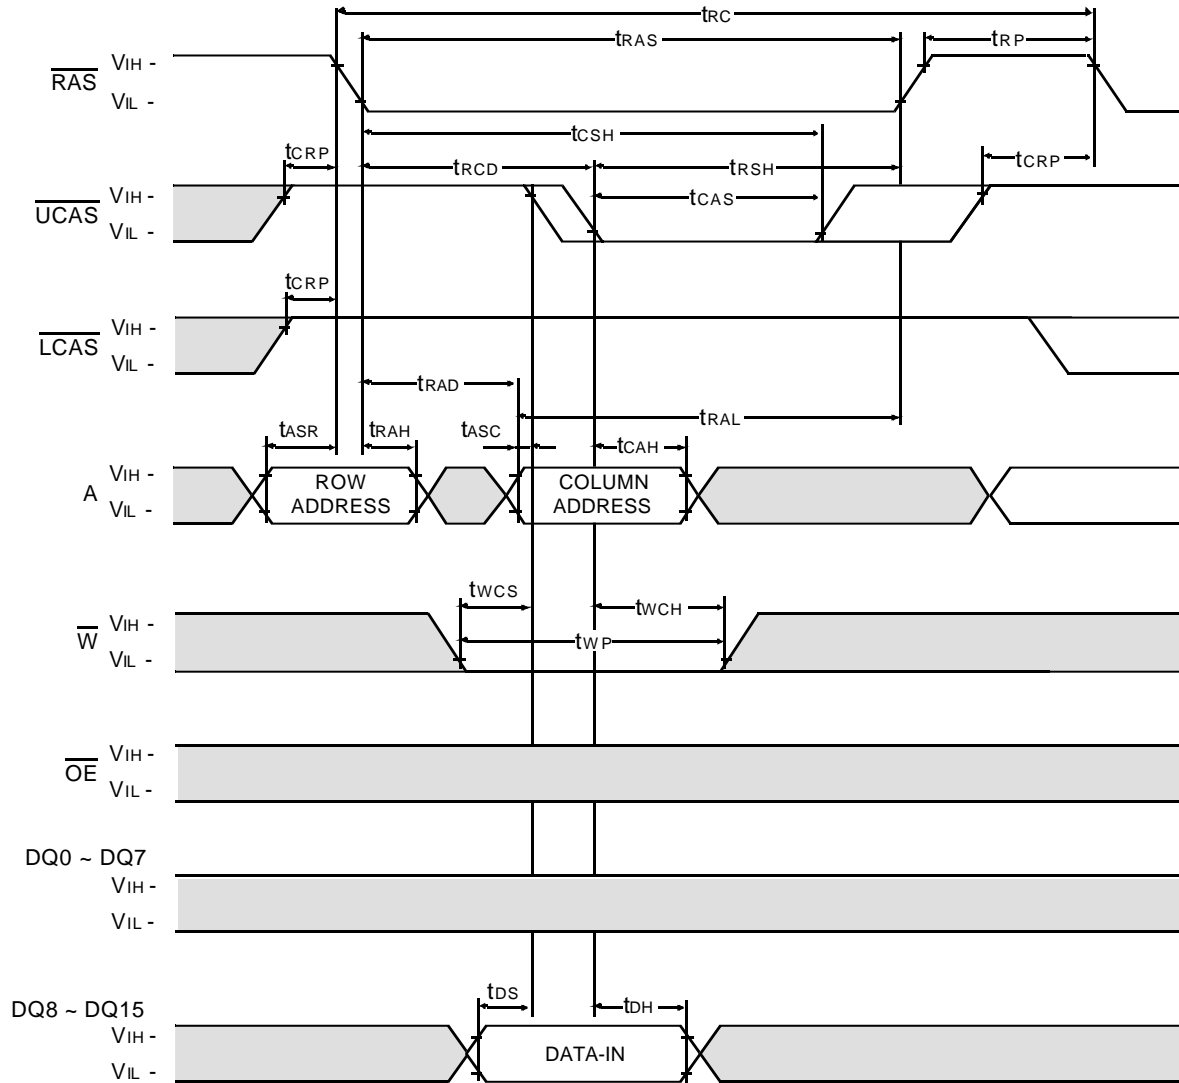 tRC
tRAS
tRP
RAS
VIH -
VIL -
tCSH
tCRP
tRCD
tRSH
tCRP
UCAS
VIH -
VIL -
tCAS
tCRP
LCAS
VIH -
VIL -
tRAD
tRAL
tASR
tRAH
tASC
tCAH
A
VIH -
VIL -
ROW
ADDRESS
COLUMN
ADDRESS
tWCS
tWCH
W
VIH -
VIL -
tWP
OE
VIH -
VIL -
DQ0 ~ DQ7
VIH -
VIL -
tDS
tDH
DQ8 ~ DQ15
VIH -
VIL -
DATA-IN